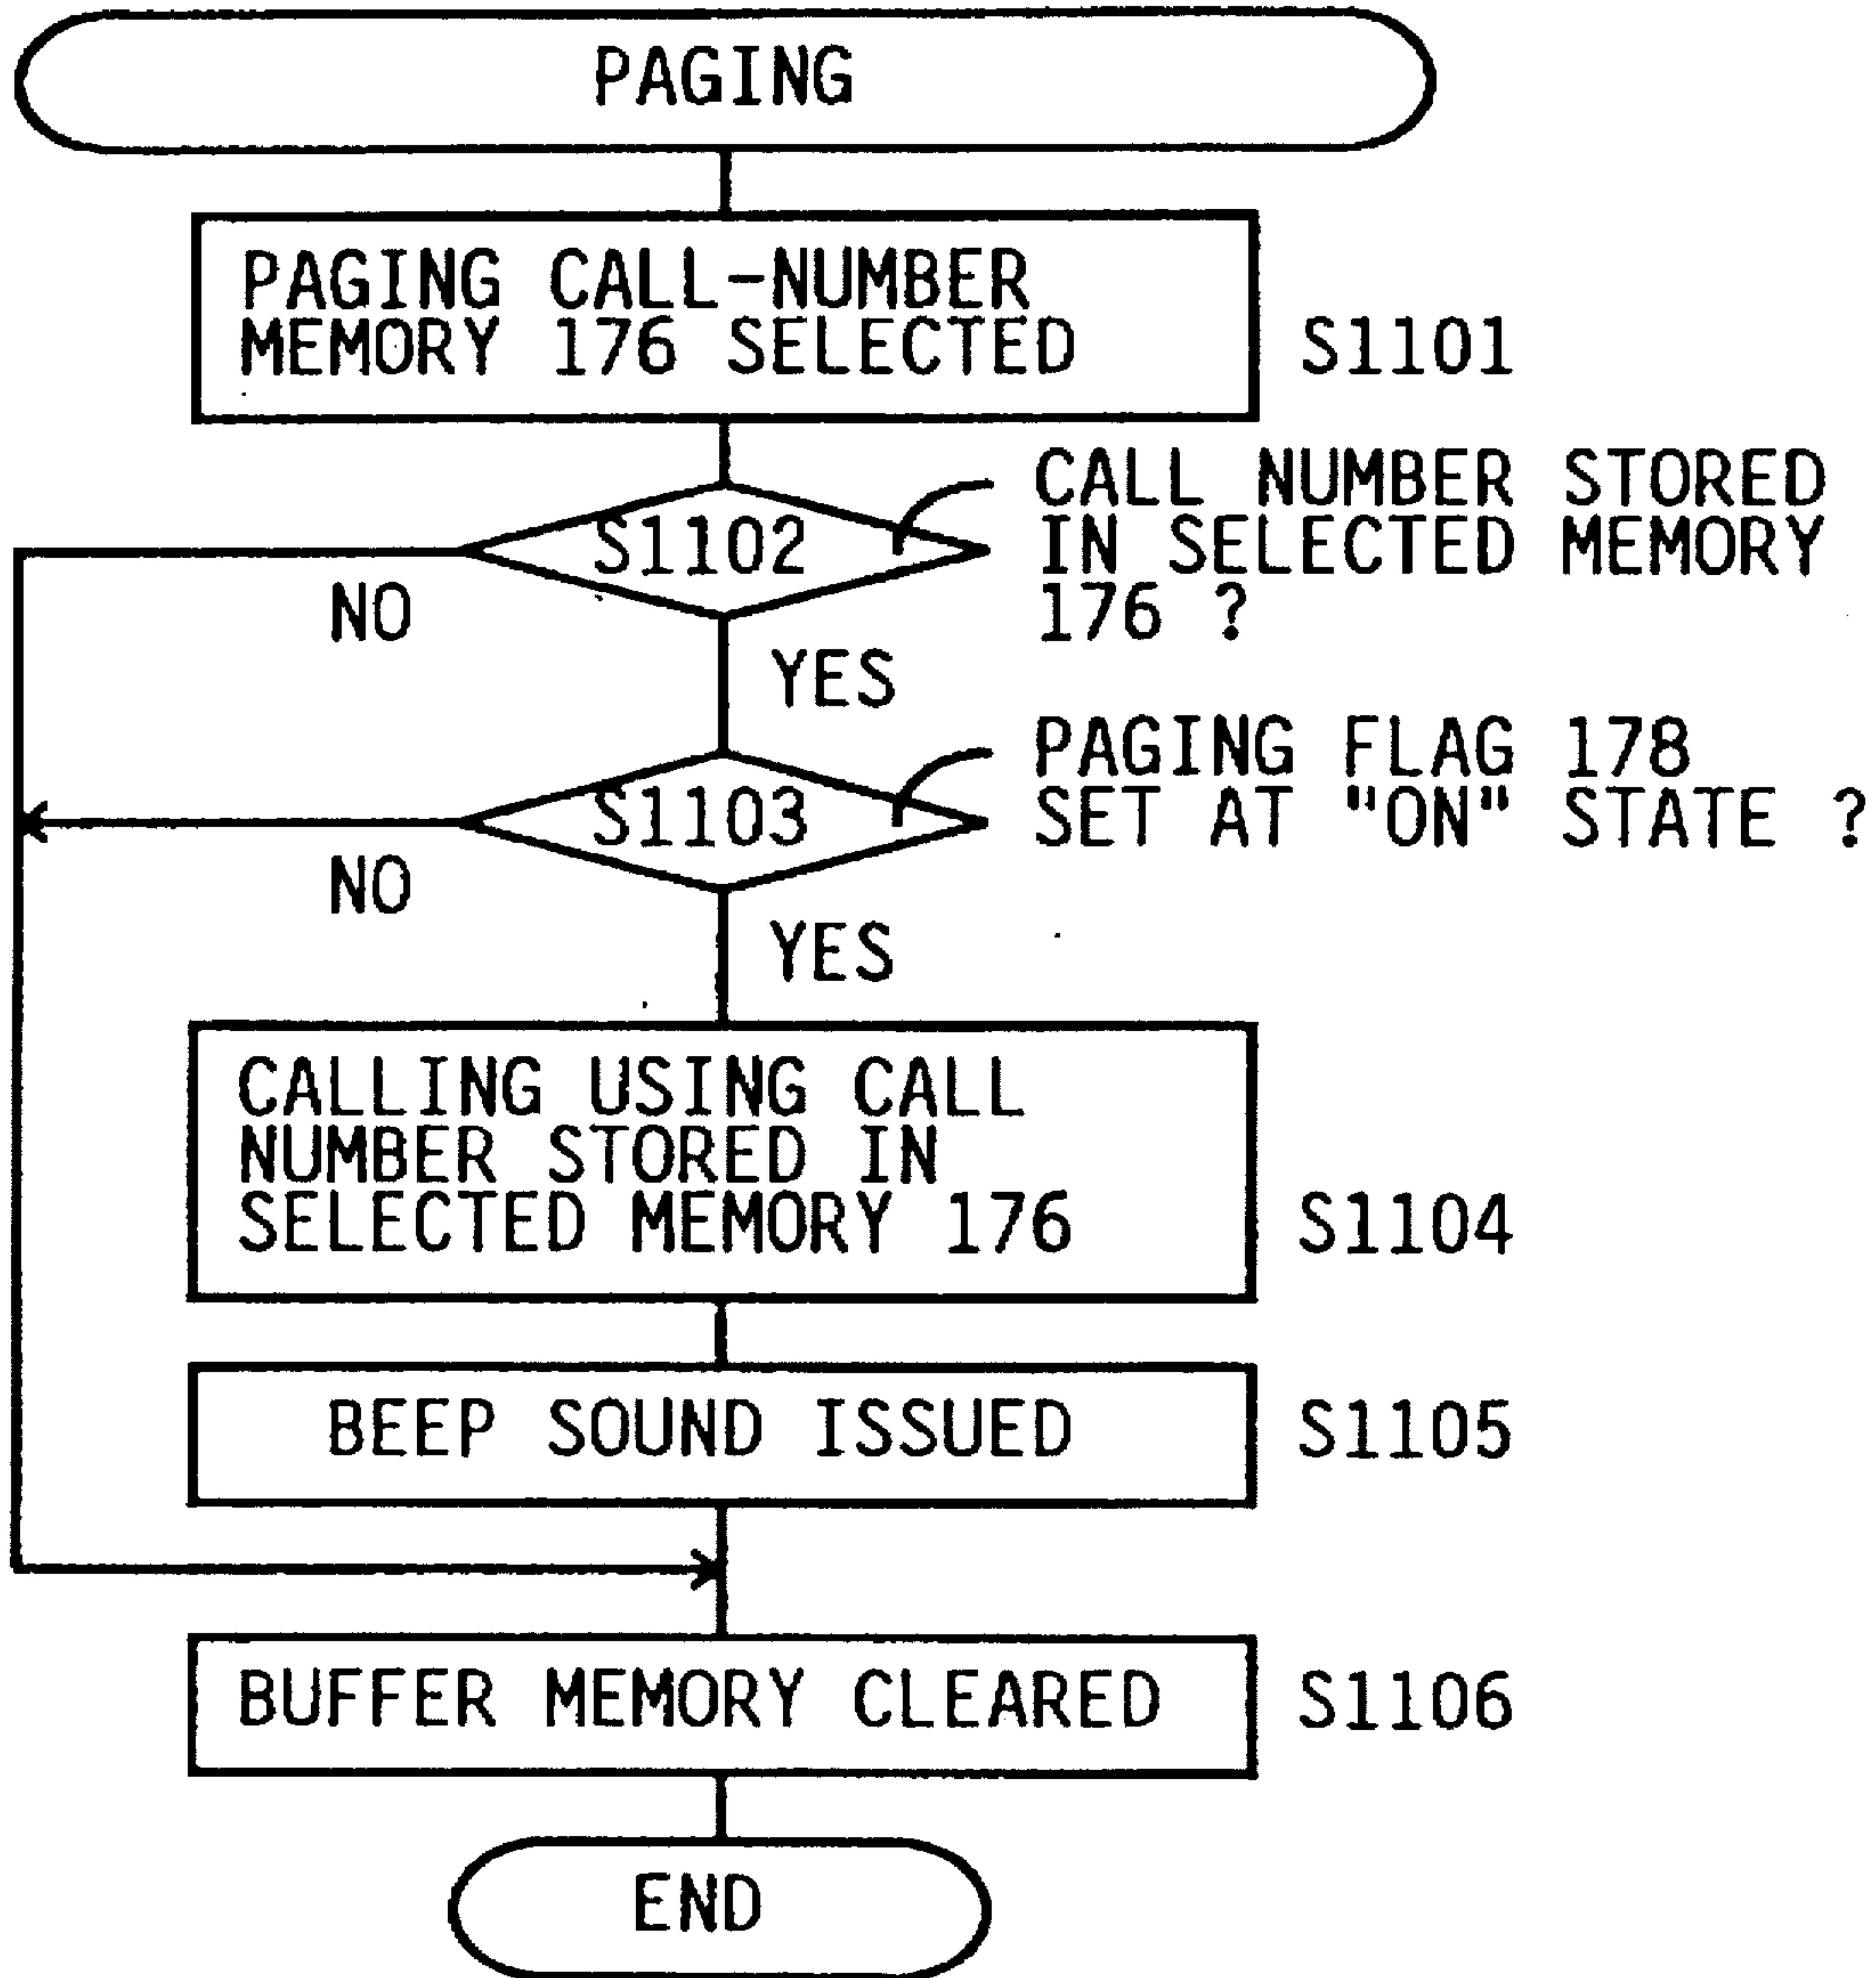 PAGING
PAGING CALL-NUMBER
MEMORY 176 SELECTED
S1101
S1102
CALL NUMBER STORED
IN SELECTED MEMORY
176 ?
NO
YES
S1103
PAGING FLAG 178
SET AT "ON" STATE ?
NO
YES
CALLING USING CALL
NUMBER STORED IN
SELECTED MEMORY 176
S1104
BEEP SOUND ISSUED
S1105
BUFFER MEMORY CLEARED
S1106
END